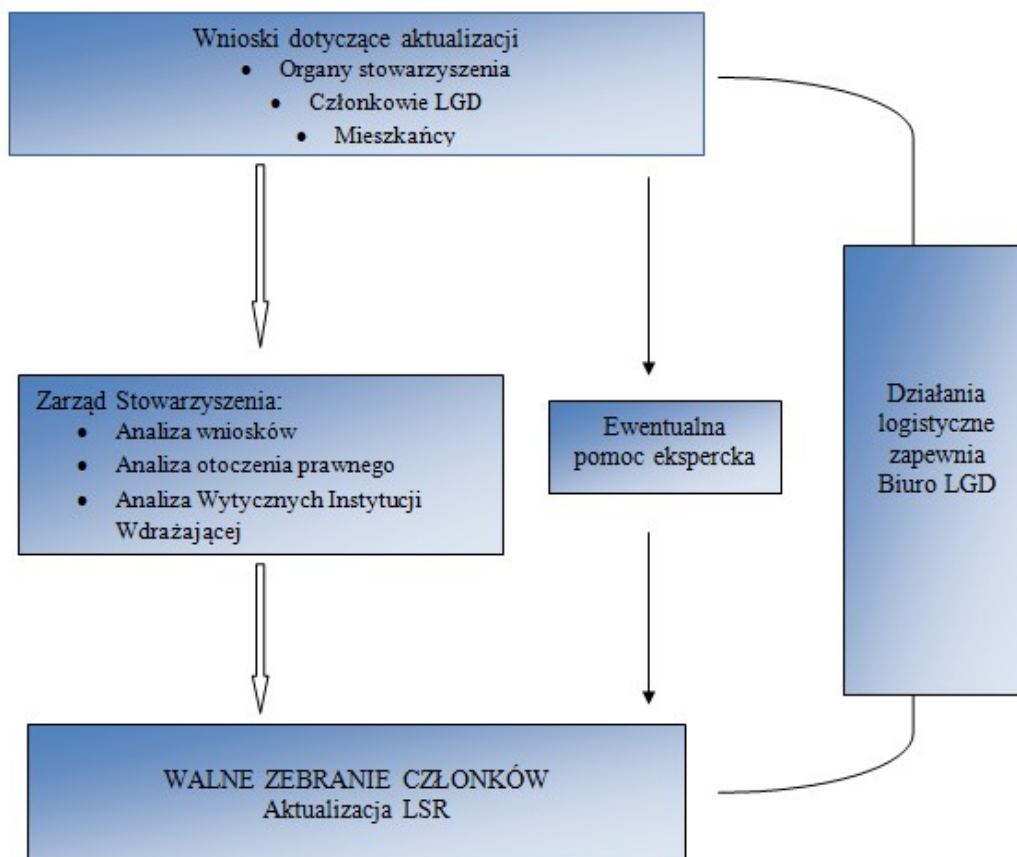 Wnioski dotyczące aktualizacji
• Organy stowarzyszenia
• Członkowie LGD
• Mieszkańcy
Zarząd Stowarzyszenia:
• Analiza wniosków
• Analiza otoczenia prawnego
• Analiza Wytycznych Instytucji
Wdrażającej
Ewentualna
pomoc ekspercka
Działania
logistyczne
zapewnia
Biuro LGD
WALNE ZEBRANIE CZŁONKÓW
Aktualizacja LSR